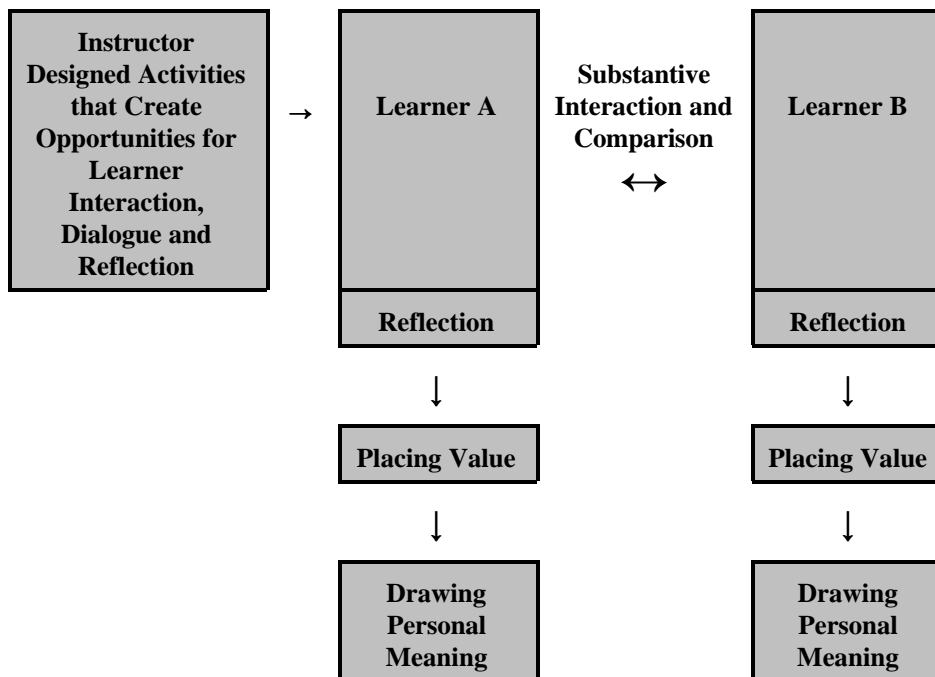 Instructor
Designed Activities
that Create
Opportunities for
Learner
Interaction,
Dialogue and
Reflection
→
Learner A
Substantive
Interaction and
Comparison
↔
Learner B
Reflection
Reflection
↓
↓
Placing Value
Placing Value
↓
↓
Drawing
Personal
Meaning
Drawing
Personal
Meaning